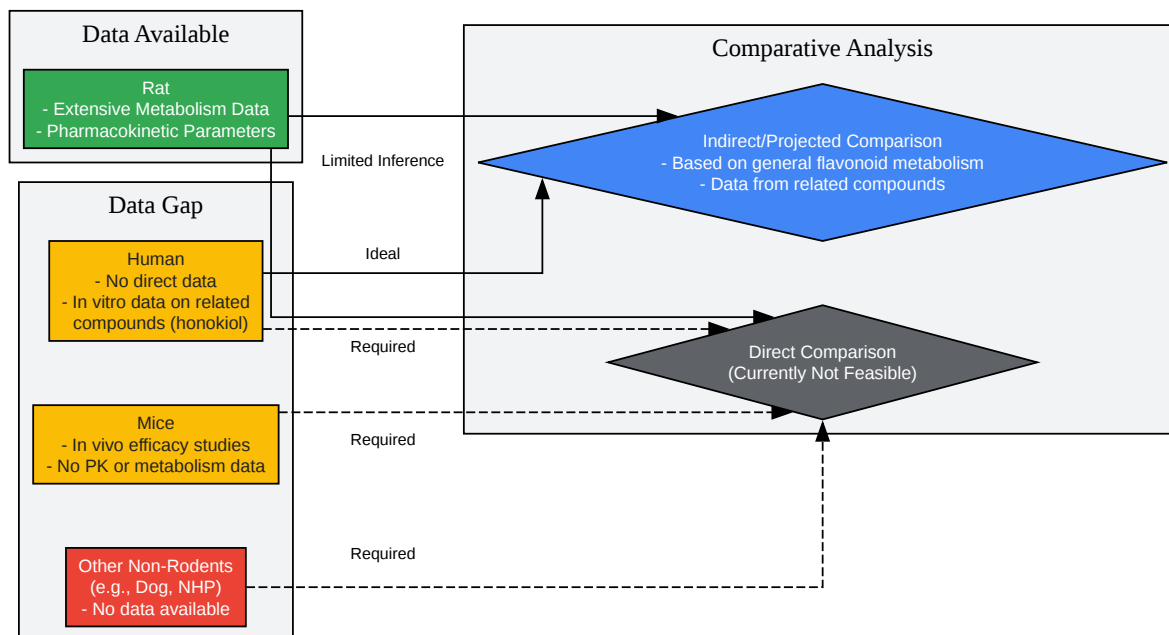 Data Available
Rat
- Extensive Metabolism Data
- Pharmacokinetic Parameters
Data Gap
Human
- No direct data
- In vitro data on related
compounds (honokiol)
Mice
- In vivo efficacy studies
- No PK or metabolism data
Other Non-Rodents
(e.g., Dog, NHP)
- No data available
Limited Inference
Ideal
Required
Required
Required
Comparative Analysis
Indirect/Projected Comparison
- Based on general flavonoid metabolism
- Data from related compounds
Direct Comparison
(Currently Not Feasible)